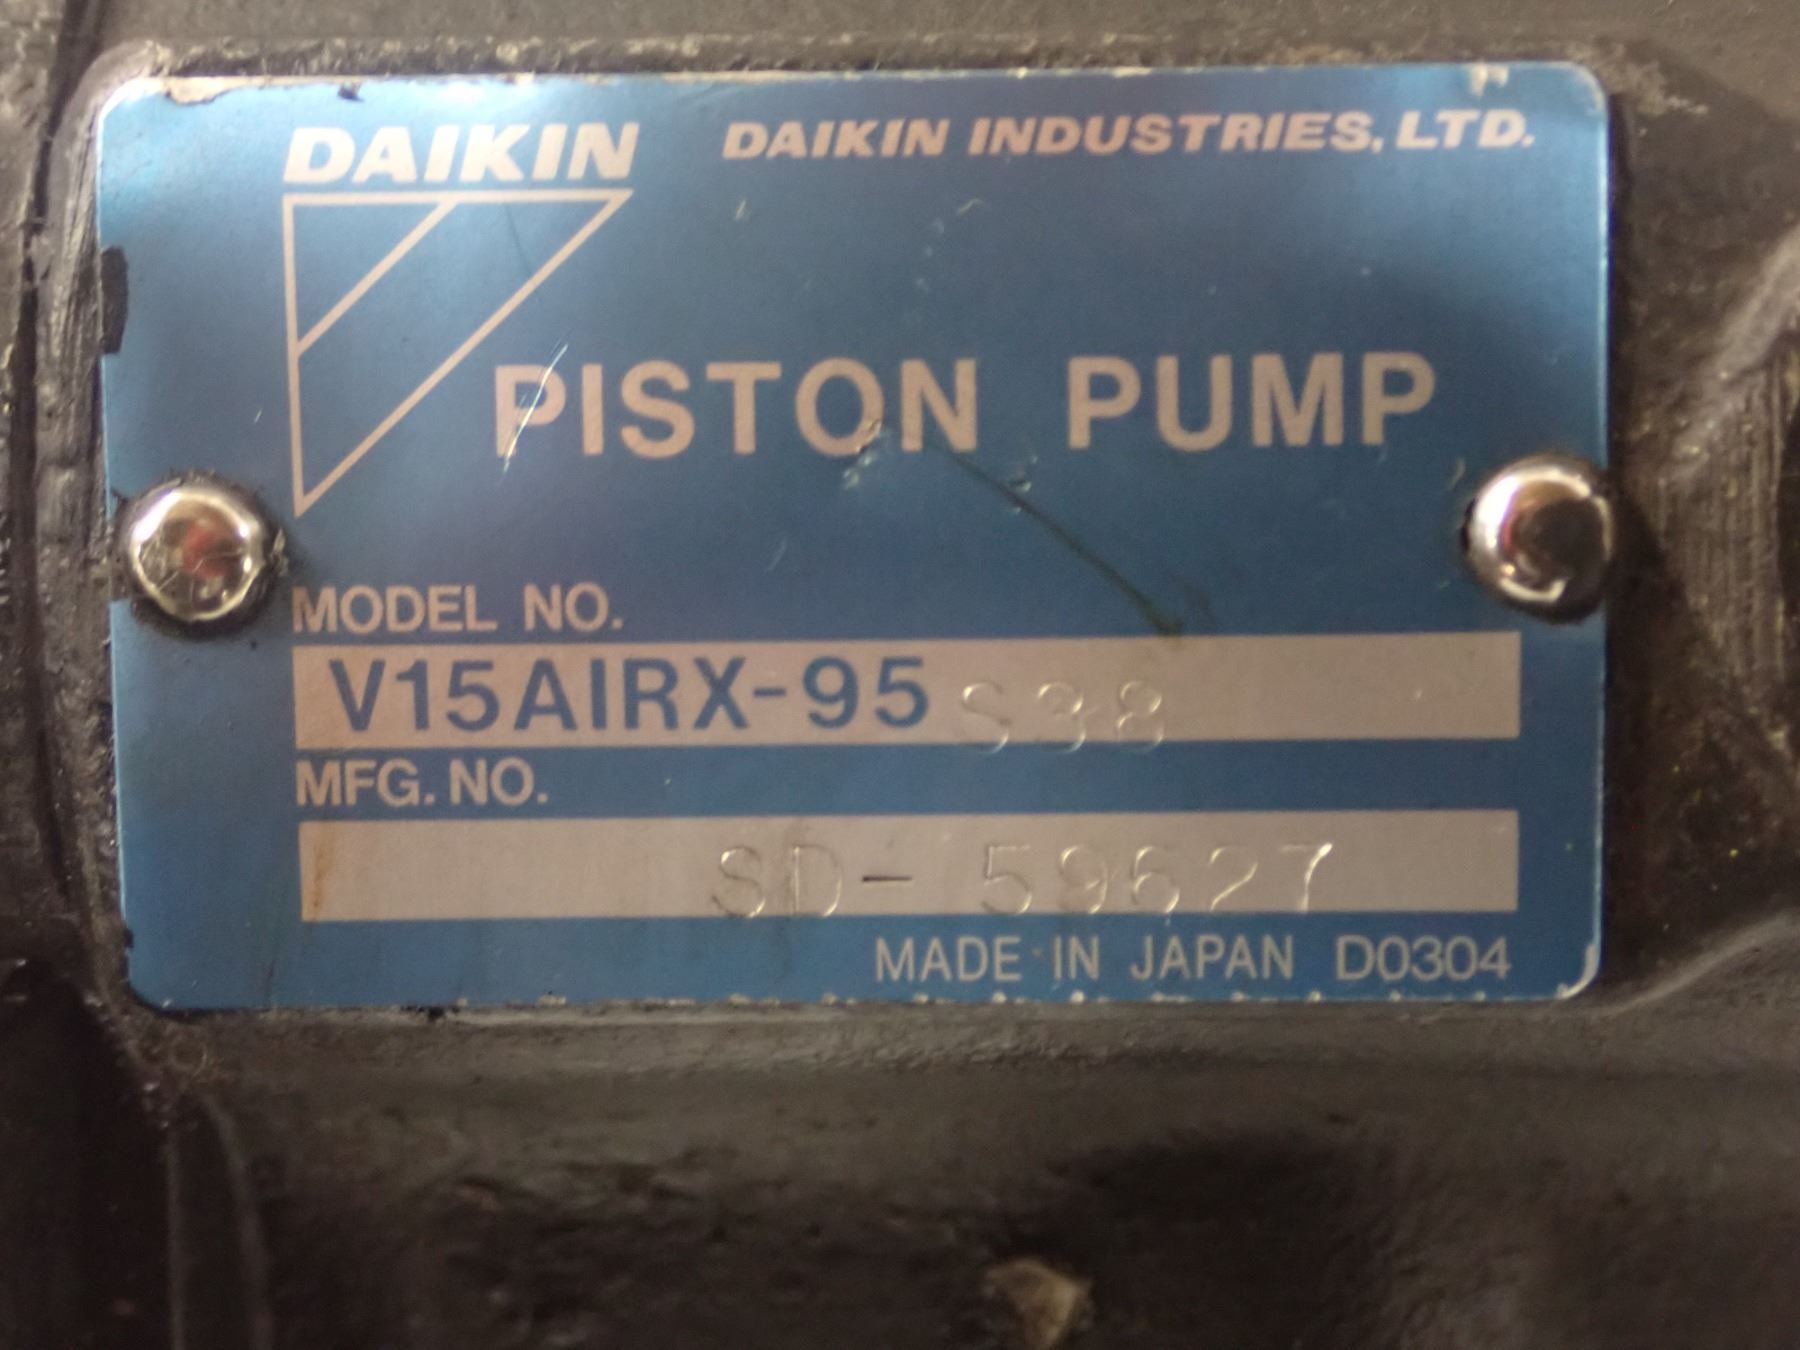 DAIKIN DAIKIN INDUSTRIES, LTD.
PISTON PUMP
MODEL NO.
V15AIRX-95 S38
MFG. NO.
SD- 59627
MADE IN JAPAN D0304